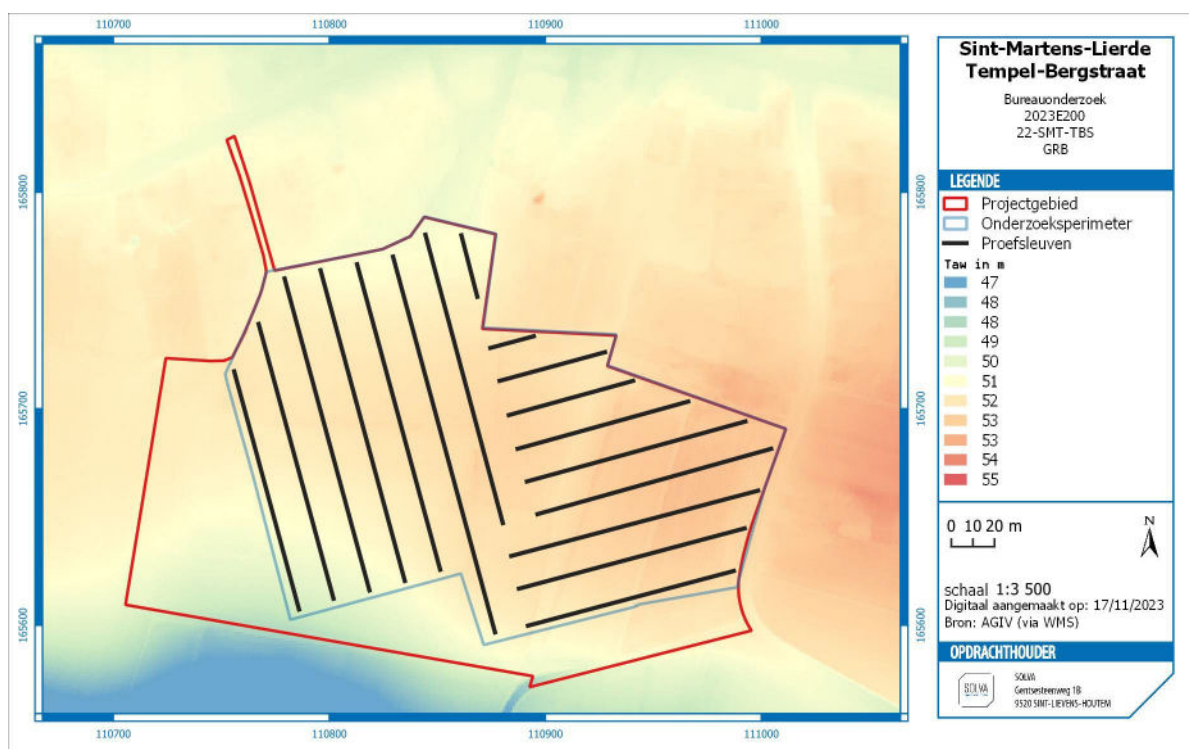 110700
110800
110900
111000
165800
165800
165700
165700
165600
165600
110700
110800
110900
111000
Sint-Martens-Lierde
Tempel-Bergstraat
Bureauonderzoek
2023E200
22-SMT-TBS
GRB
LEGENDE
Projectgebied
Onderzoeksperimeter
Proefsleuven
Taw in m
47
48
48
49
50
51
52
53
53
54
55
0 10 20 m
N
schaal 1:3 500
Digitaal aangemaakt op: 17/11/2023
Bron: AGIV (via WMS)
OPDRACHTHOUDER
SOLVA
SOLVA
Gentsesteenweg 1B
9520 SINT-LIEVENS-HOUTEM